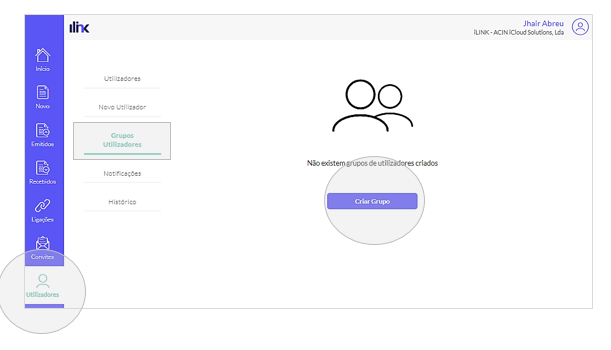 ilink
Jhair Abreu
iLINK - ACIN iCloud Solutions, Lda
Início
Novo
Emitidos
Recebidos
Ligações
Convites
Utilizadores
Utilizadores
Novo Utilizador
Grupos
Utilizadores
Notificações
Histórico
Não existem grupos de utilizadores criados
Criar Grupo